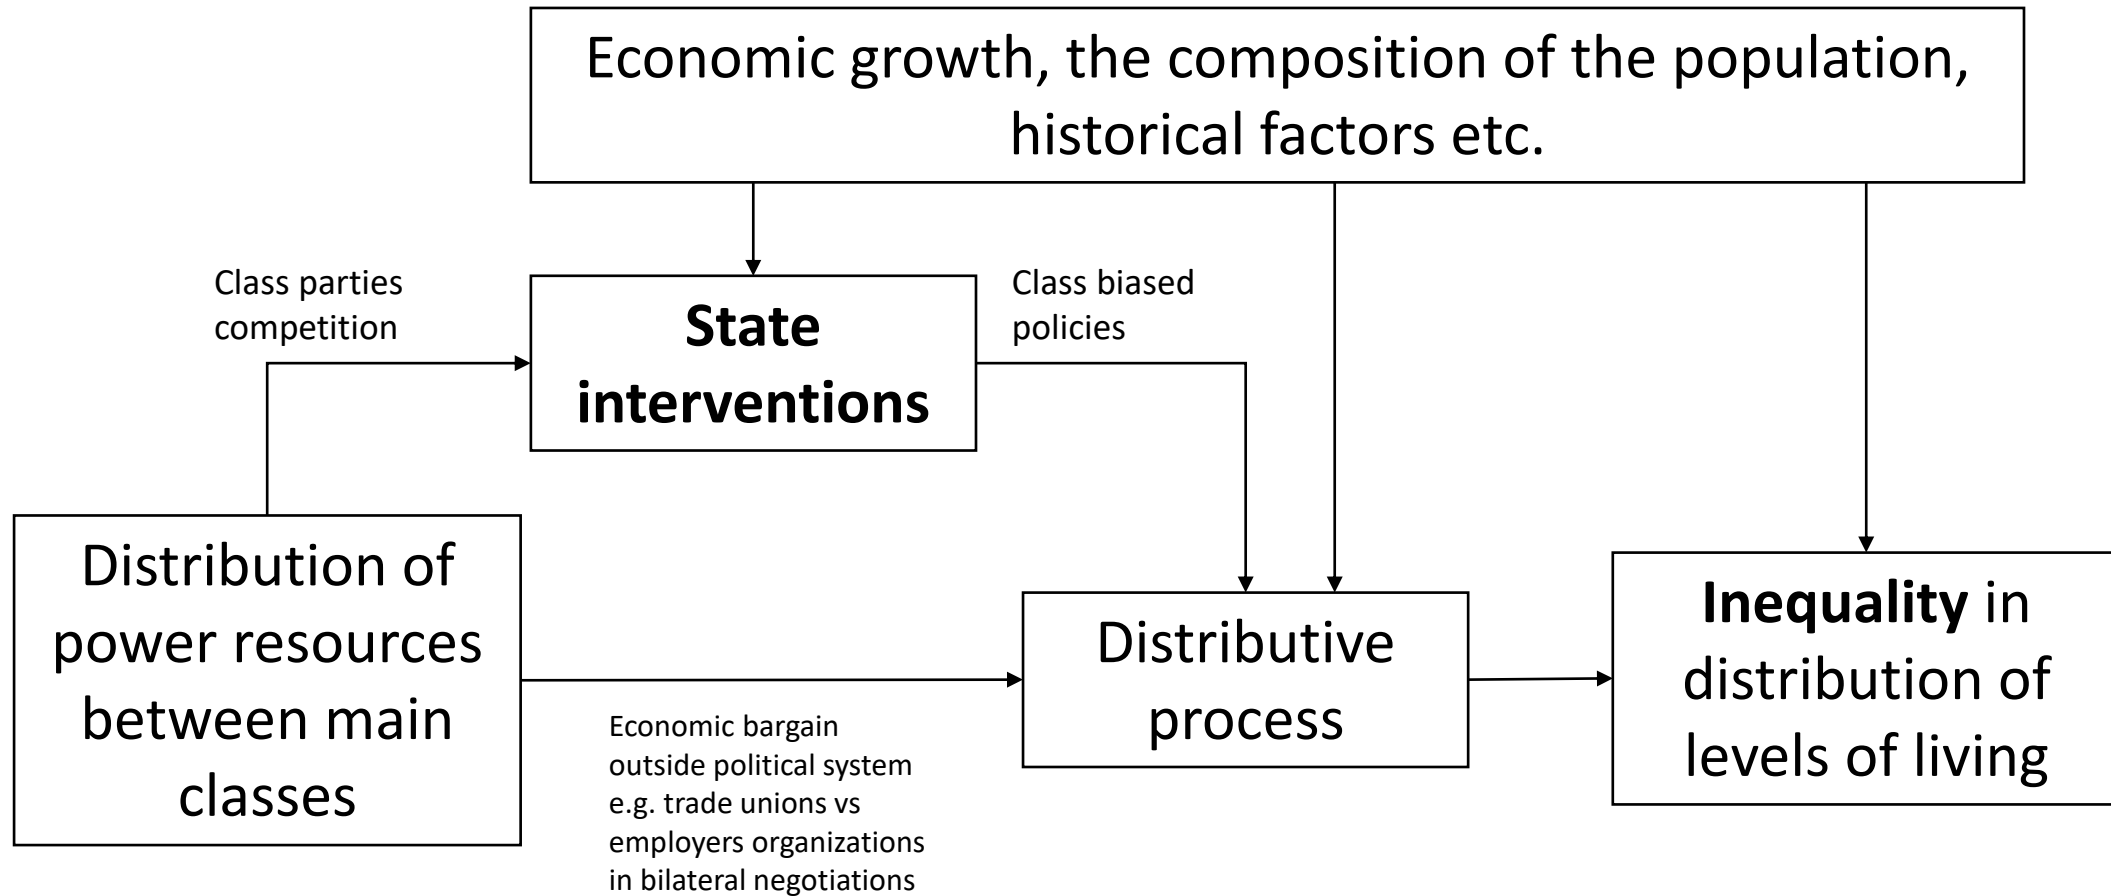 Economic growth, the composition of the population,
historical factors etc.
Class parties
competition
State
interventions
Class biased
policies
Distribution of
power resources
between main
classes
Economic bargain
outside political system
e.g. trade unions vs
employers organizations
in bilateral negotiations
Distributive
process
Inequality in
distribution of
levels of living